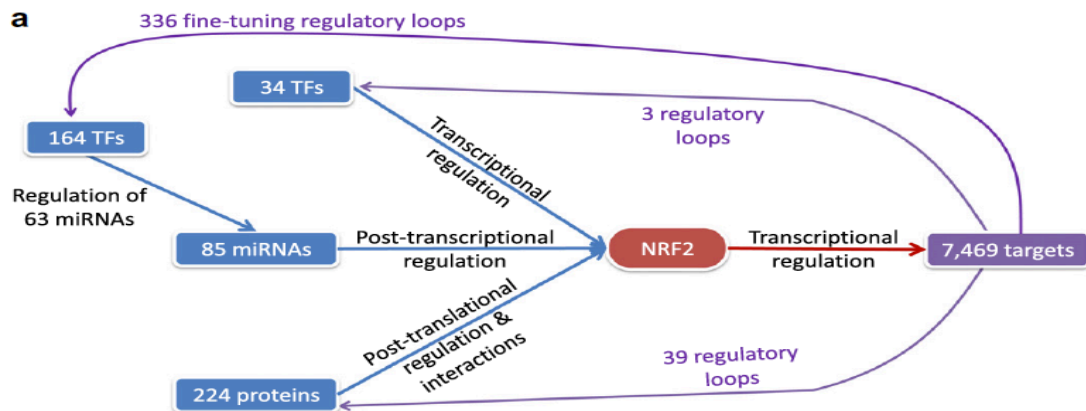 a
336 fine-tuning regulatory loops
34 TFs
3 regulatory
loops
164 TFs
Transcriptional
regulation
Regulation of
63 miRNAs
85 miRNAs
Post-transcriptional
regulation
NRF2
Transcriptional
regulation
7,469 targets
Post-translational
regulation &
interactions
39 regulatory
loops
224 proteins